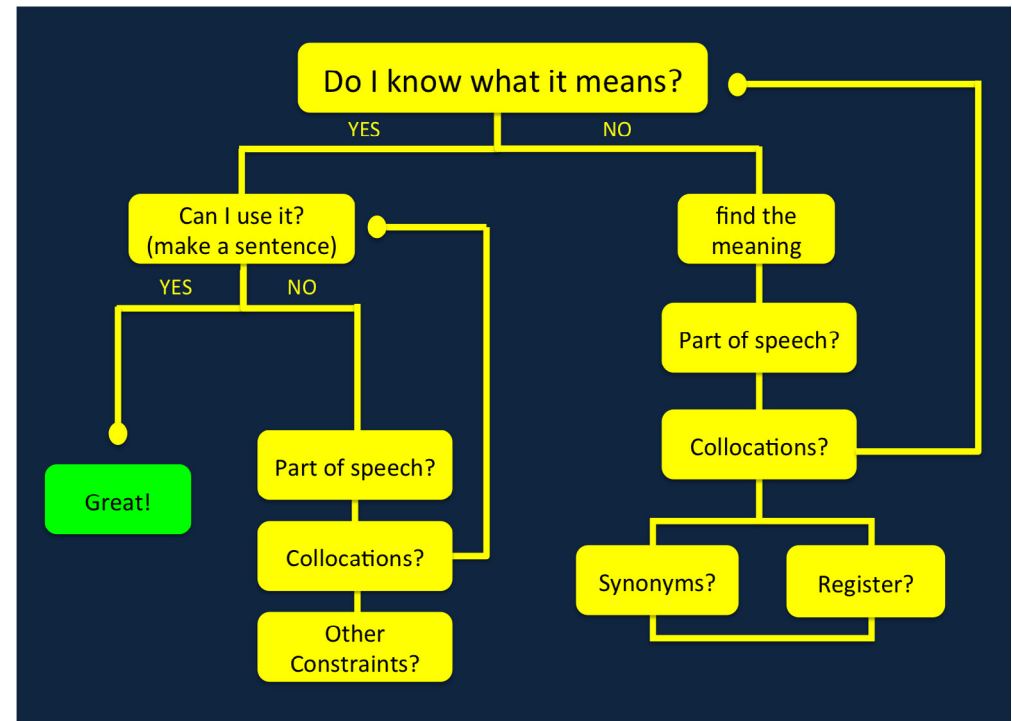 Do I know what it means?
YES
NO
Can I use it?
(make a sentence)
find the
meaning
YES
NO
Part of speech?
Collocations?
Part of speech?
Great!
Collocations?
Synonyms?
Register?
Other
Constraints?